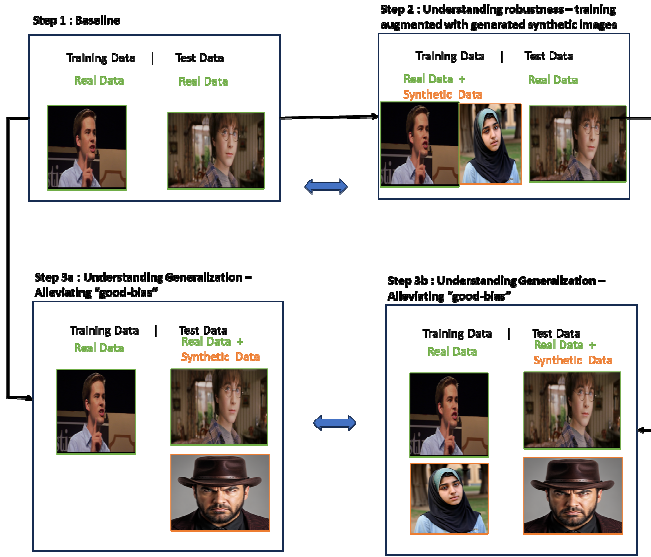 Step 1 : Baseline
Training Data | Test Data
Real Data Real Data
Step 2 : Understanding robustness – training
augmented with generated synthetic images
Training Data | Test Data
Real Data + Real Data
Synthetic Data
Step 3a : Understanding Generalization –
Alleviating "good-bias"
Training Data | Test Data
Real Data Real Data +
Synthetic Data
Step 3b : Understanding Generalization –
Alleviating "good-bias"
Training Data | Test Data
Real Data Real Data +
Synthetic Data